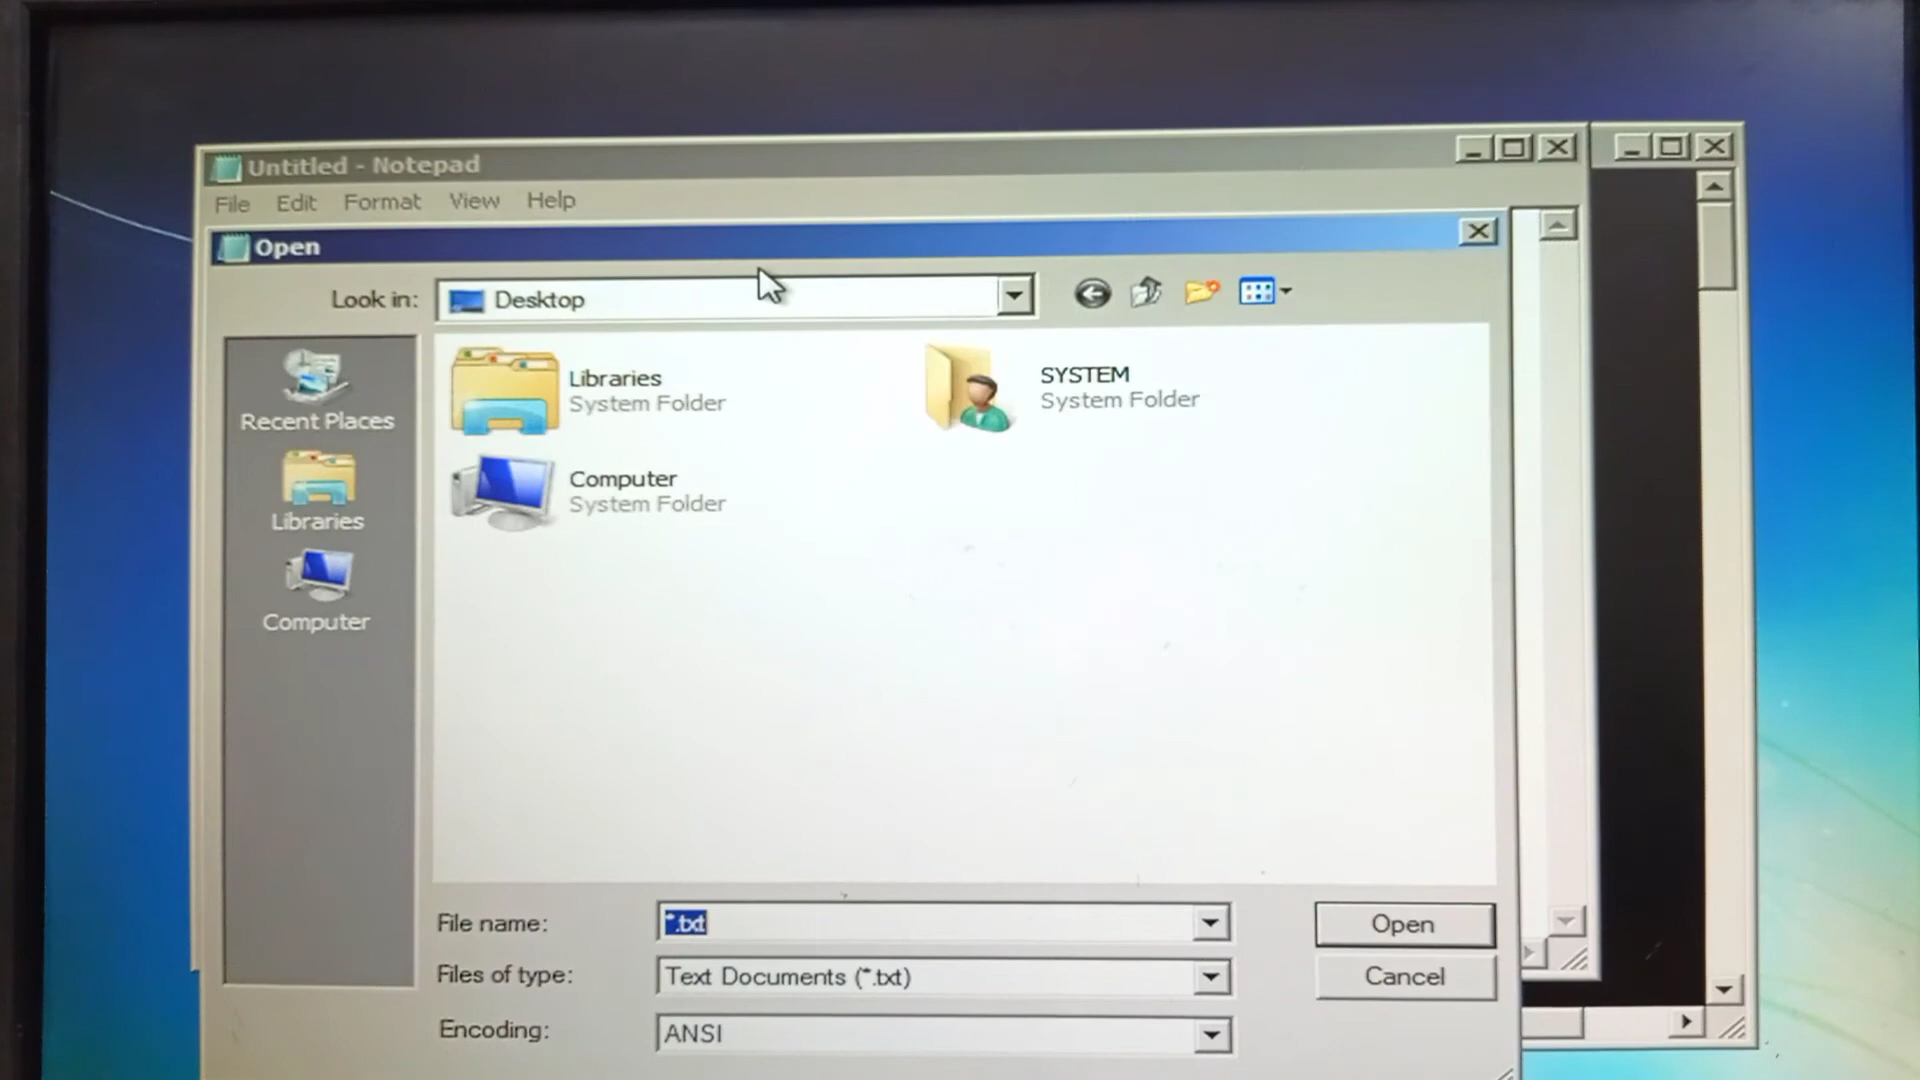 Untitled - Notepad
File Edit Format View Help
Open
Look in: Desktop
Recent Places
Libraries
Computer
Libraries
System Folder
SYSTEM
System Folder
Computer
System Folder
File name: *.txt
Open
Files of type: Text Documents (*.txt)
Cancel
Encoding: ANSI